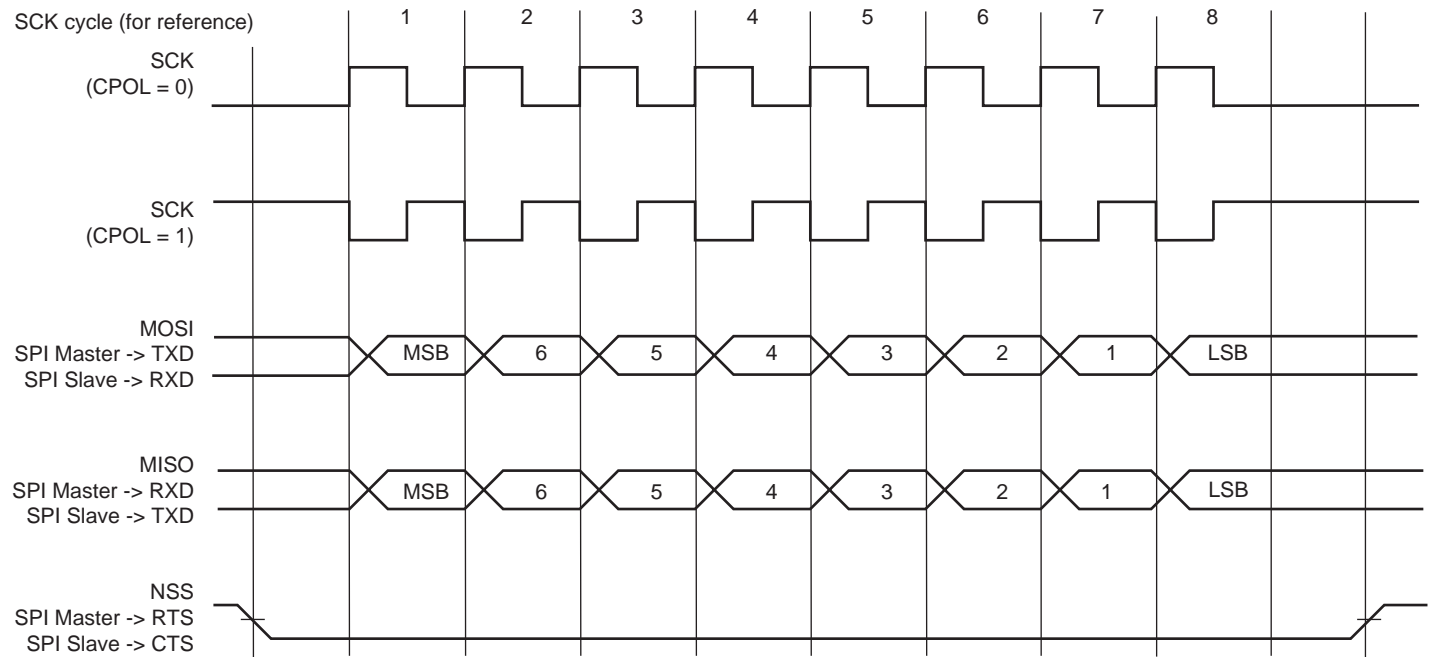 SCK cycle (for reference)
1 2 3 4 5 6 7 8
SCK
(CPOL = 0)
SCK
(CPOL = 1)
MOSI
SPI Master -> TXD
SPI Slave -> RXD
MSB 6 5 4 3 2 1 LSB
MISO
SPI Master -> RXD
SPI Slave -> TXD
MSB 6 5 4 3 2 1 LSB
NSS
SPI Master -> RTS
SPI Slave -> CTS